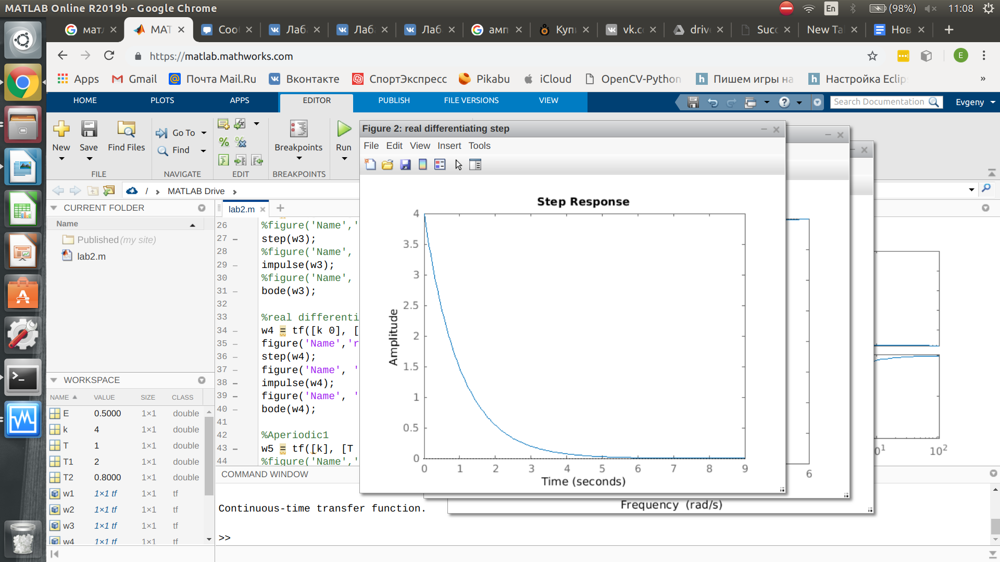 MATLAB Online R2019b - Google Chrome
En (98%) 11:08
мат MAT Соо Лаб Лаб Лаб амп Купи vk.c drive Succ New Ta Нов
https://matlab.mathworks.com E
Apps Gmail Почта Mail.Ru Вконтакте СпортЭкспресс Pikabu iCloud OpenCV-Python Пишем игры на Настройка Eclip »
HOME PLOTS APPS EDITOR PUBLISH FILE VERSIONS VIEW Search Documentation Evgeny
New Save Find Files Go To Find Breakpoints Run
FILE NAVIGATE EDIT BREAKPOINTS
/ MATLAB Drive
CURRENT FOLDER
Name
Published (my site)
lab2.m
WORKSPACE
NAME VALUE SIZE CLASS
E 0.5000 1×1 double
k 4 1×1 double
T 1 1×1 double
T1 2 1×1 double
T2 0.8000 1×1 double
w1 1×1 tf 1×1 tf
w2 1×1 tf 1×1 tf
w3 1×1 tf 1×1 tf
w4 1×1 tf 1×1 tf
lab2.m
26 %figure('Name','
27 – step(w3);
28 %figure('Name',
29 – impulse(w3);
30 %figure('Name',
31 – bode(w3);
32
33 %real differenti
34 – w4 = tf([k 0], [
35 – figure('Name','r
36 – step(w4);
37 – figure('Name', '
38 – impulse(w4);
39 – figure('Name', '
40 – bode(w4);
41
42 %Aperiodic1
43 – w5 = tf([k], [T
44 %figure('Name','
COMMAND WINDOW
Continuous-time transfer function.
>>
Figure 2: real differentiating step
File Edit View Insert Tools
Step Response
Amplitude
4
3.5
3
2.5
2
1.5
1
0.5
0
0 1 2 3 4 5 6 7 8 9
Time (seconds)
6
0¹ 10²
Frequency (rad/s)